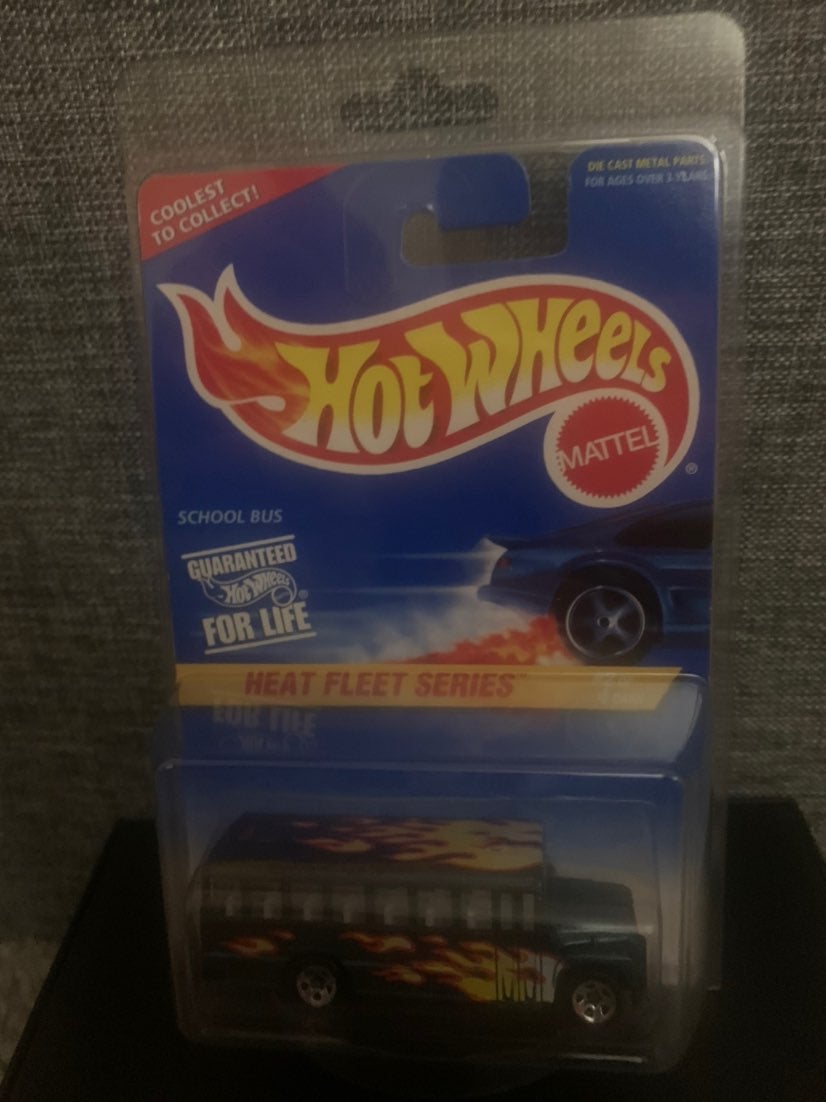 COOLEST
TO COLLECT!
DIE CAST METAL PARTS
FOR AGES OVER 3 YEARS
HOT WHEELS
MATTEL
®
SCHOOL BUS
GUARANTEED
HOT WHEELS
®
FOR LIFE
HEAT FLEET SERIES™